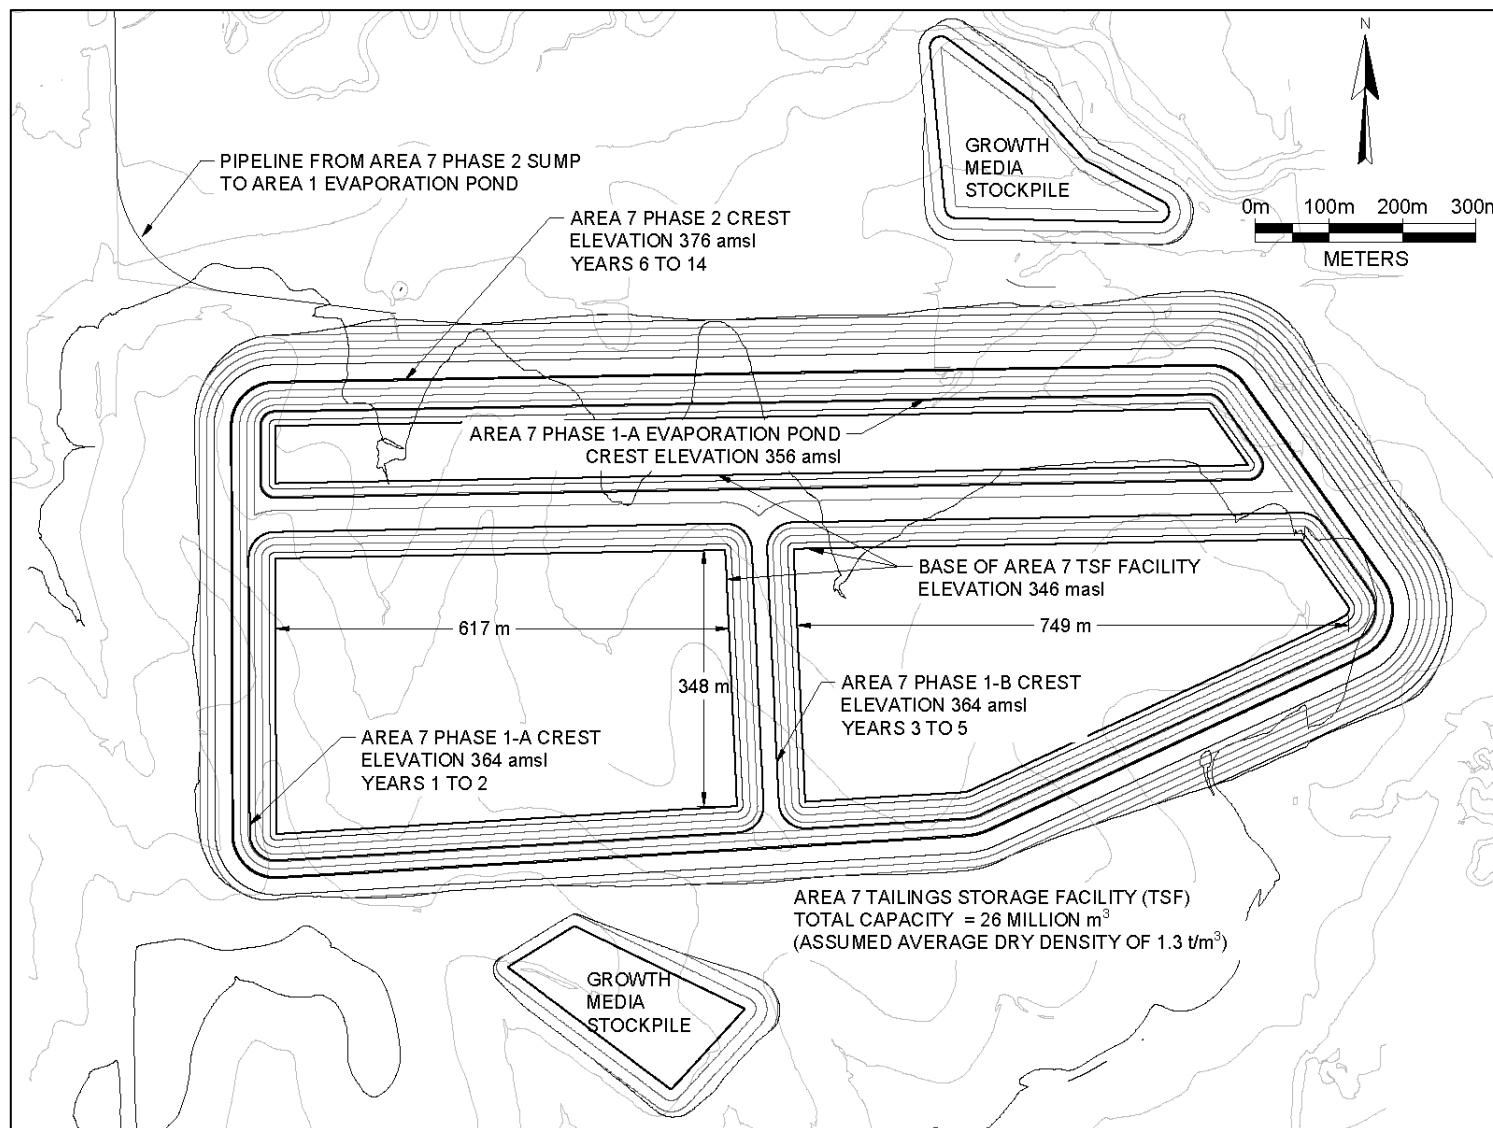 N
GROWTH
MEDIA
STOCKPILE
PIPELINE FROM AREA 7 PHASE 2 SUMP
TO AREA 1 EVAPORATION POND
0m 100m 200m 300m
METERS
AREA 7 PHASE 2 CREST
ELEVATION 376 amsl
YEARS 6 TO 14
AREA 7 PHASE 1-A EVAPORATION POND
CREST ELEVATION 356 amsl
BASE OF AREA 7 TSF FACILITY
ELEVATION 346 masl
617 m
749 m
348 m
AREA 7 PHASE 1-B CREST
ELEVATION 364 amsl
YEARS 3 TO 5
AREA 7 PHASE 1-A CREST
ELEVATION 364 amsl
YEARS 1 TO 2
AREA 7 TAILINGS STORAGE FACILITY (TSF)
TOTAL CAPACITY = 26 MILLION m³
(ASSUMED AVERAGE DRY DENSITY OF 1.3 t/m³)
GROWTH
MEDIA
STOCKPILE